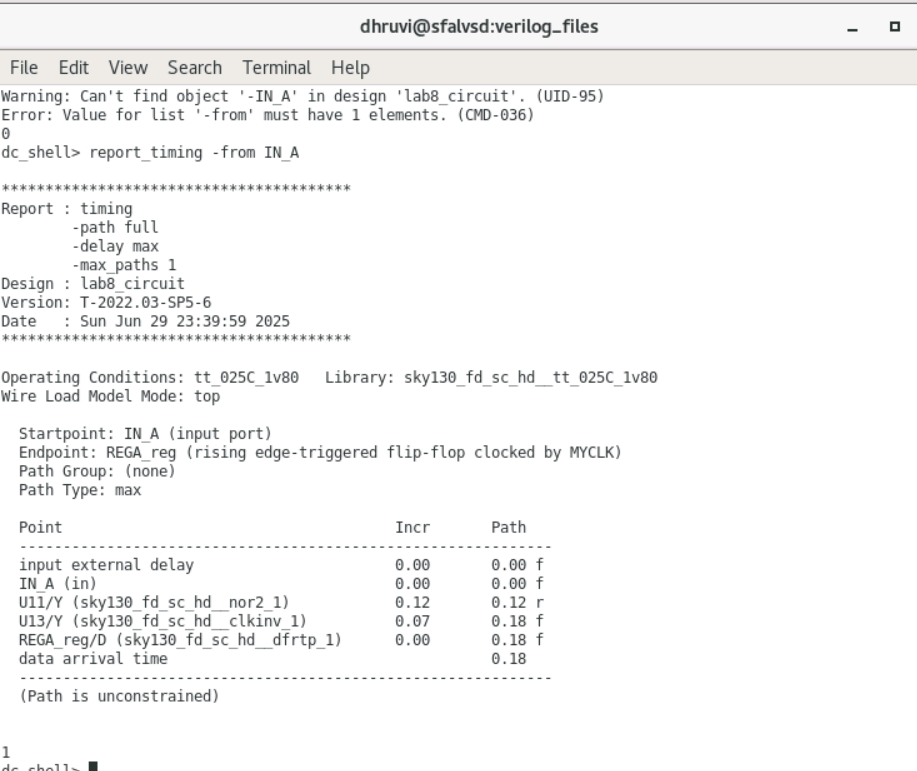 dhruvi@sfalvsd:verilog_files
File Edit View Search Terminal Help
Warning: Can't find object '-IN_A' in design 'lab8_circuit'. (UID-95)
Error: Value for list '-from' must have 1 elements. (CMD-036)
0
dc_shell> report_timing -from IN_A
****************************************
Report : timing
        -path full
        -delay max
        -max_paths 1
Design : lab8_circuit
Version: T-2022.03-SP5-6
Date   : Sun Jun 29 23:39:59 2025
****************************************
Operating Conditions: tt_025C_1v80   Library: sky130_fd_sc_hd__tt_025C_1v80
Wire Load Model Mode: top
  Startpoint: IN_A (input port)
  Endpoint: REGA_reg (rising edge-triggered flip-flop clocked by MYCLK)
  Path Group: (none)
  Path Type: max
  Point                                      Incr       Path
  -------------------------------------------------------------
  input external delay                       0.00       0.00 f
  IN_A (in)                                  0.00       0.00 f
  U11/Y (sky130_fd_sc_hd__nor2_1)            0.12       0.12 r
  U13/Y (sky130_fd_sc_hd__clkinv_1)          0.07       0.18 f
  REGA_reg/D (sky130_fd_sc_hd__dfrtp_1)      0.00       0.18 f
  data arrival time                                     0.18
  -------------------------------------------------------------
  (Path is unconstrained)
1
dc_shell>